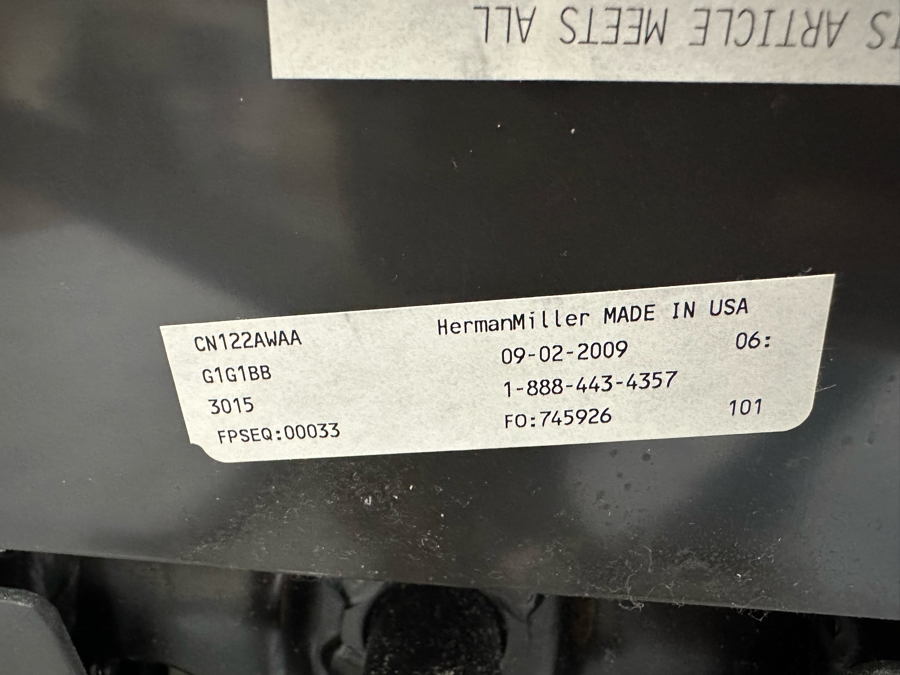 TS ARTICLE MEETS ALL
CN122AWAA HermanMiller MADE IN USA
G1G1BB 09-02-2009 06:
3015 1-888-443-4357
FPSEQ:00033 FO:745926 101